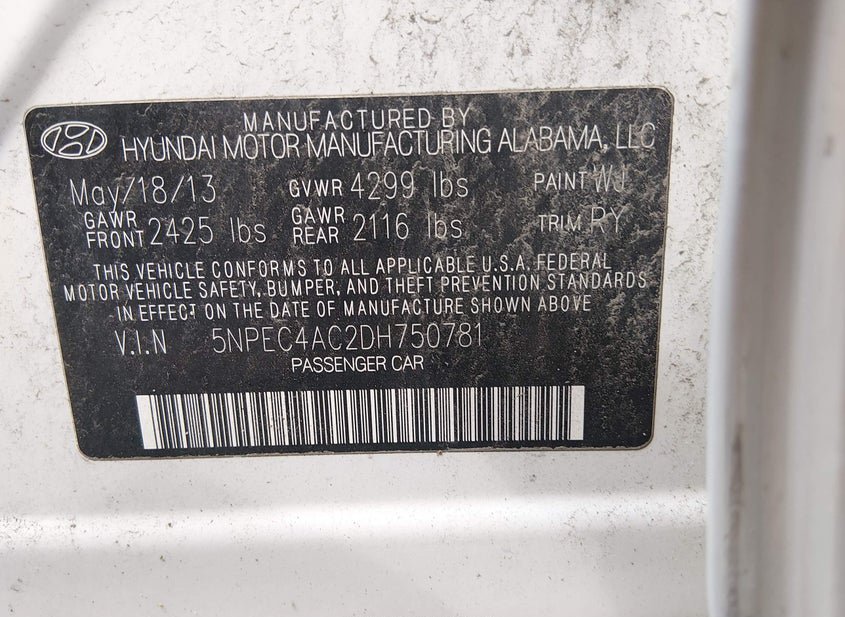 MANUFACTURED BY
HYUNDAI MOTOR MANUFACTURING ALABAMA, LLC
May/18/13 GVWR 4299 lbs PAINT WJ
GAWR FRONT 2425 lbs GAWR REAR 2116 lbs TRIM RY
THIS VEHICLE CONFORMS TO ALL APPLICABLE U.S.A. FEDERAL
MOTOR VEHICLE SAFETY, BUMPER, AND THEFT PREVENTION STANDARDS
IN EFFECT ON THE DATE OF MANUFACTURE SHOWN ABOVE
V.I.N 5NPEC4AC2DH750781
PASSENGER CAR